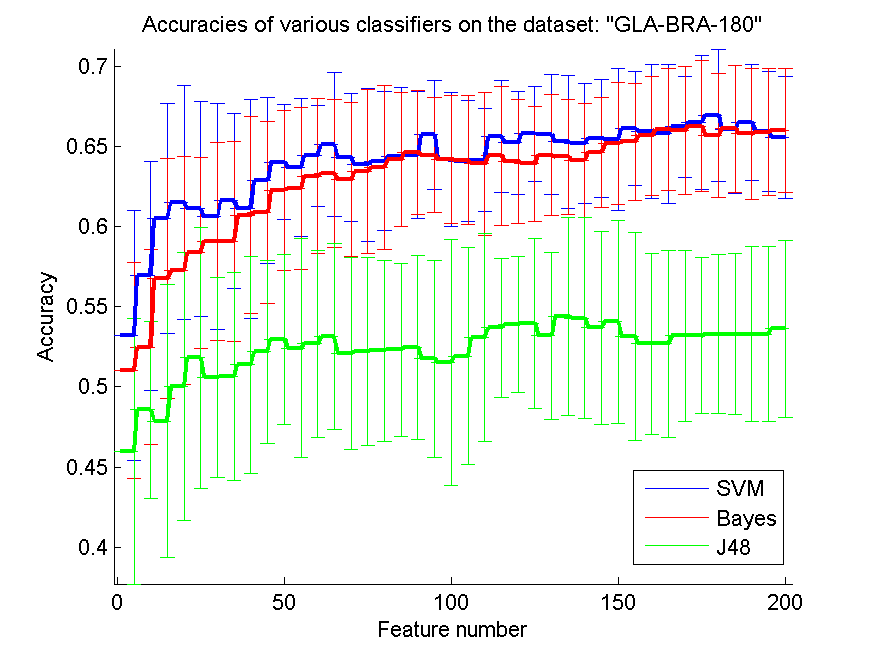 Accuracies of various classifiers on the dataset: "GLA-BRA-180"
0.7
0.65
0.6
0.55
0.5
0.45
0.4
Accuracy
SVM
Bayes
J48
0 50 100 150 200
Feature number